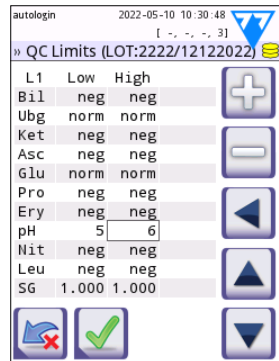 autologin 2022-05-10 10:30:48
[ -, -, -, 3]
» QC Limits (LOT:2222/12122022)
L1 Low High
Bil neg neg
Ubg norm norm
Ket neg neg
Asc neg neg
Glu norm norm
Pro neg neg
Ery neg neg
pH 5 6
Nit neg neg
Leu neg neg
SG 1.000 1.000